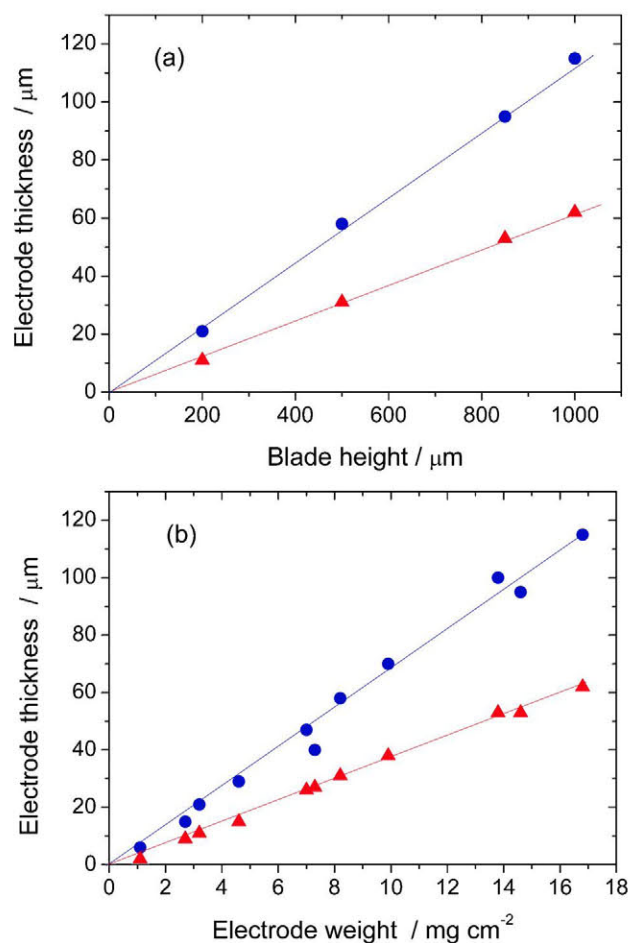 (a)
Electrode thickness / μm
120
100
80
60
40
20
0
0 200 400 600 800 1000
Blade height / μm
(b)
Electrode thickness / μm
120
100
80
60
40
20
0
0 2 4 6 8 10 12 14 16 18
Electrode weight / mg cm⁻²